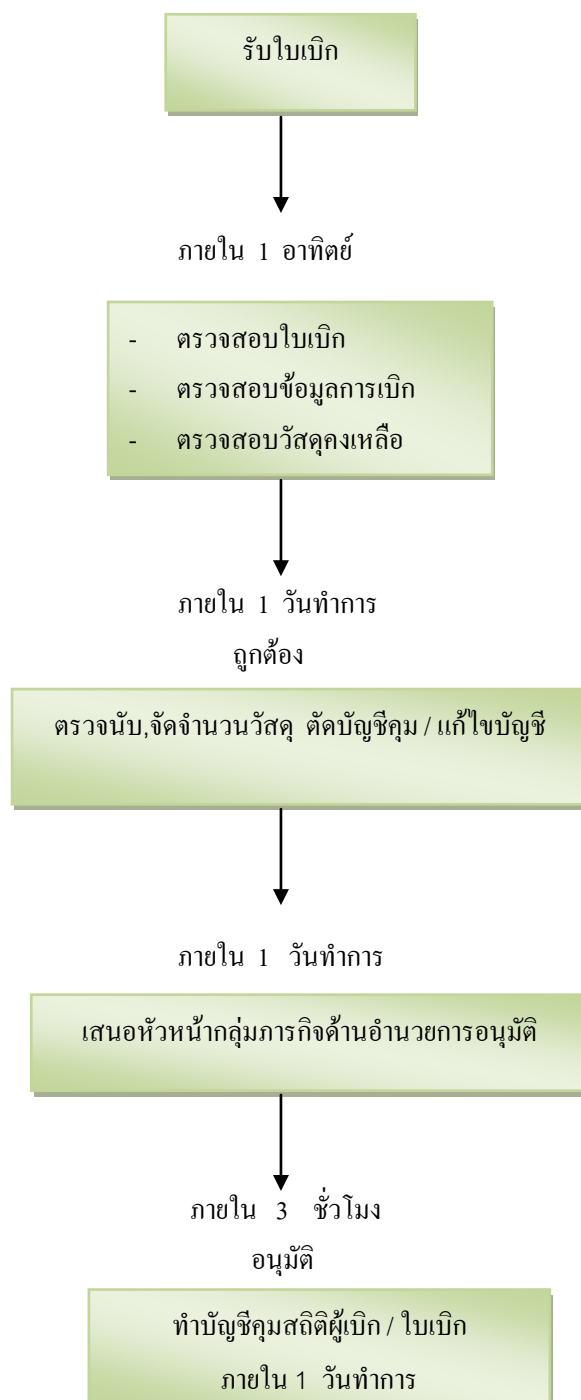 รับใบเบิก
ภายใน 1 อาทิตย์
- ตรวจสอบใบเบิก
- ตรวจสอบข้อมูลการเบิก
- ตรวจสอบวัสดุคงเหลือ
ภายใน 1 วันทำการ
ถูกต้อง
ตรวจนับ,จัดจำนวนวัสดุ ตัดบัญชีคุม / แก้ไขบัญชี
ภายใน 1 วันทำการ
เสนอหัวหน้ากลุ่มภารกิจด้านอำนวยการอนุมัติ
ภายใน 3 ชั่วโมง
อนุมัติ
ทำบัญชีคุมสถิติผู้เบิก / ใบเบิก
ภายใน 1 วันทำการ